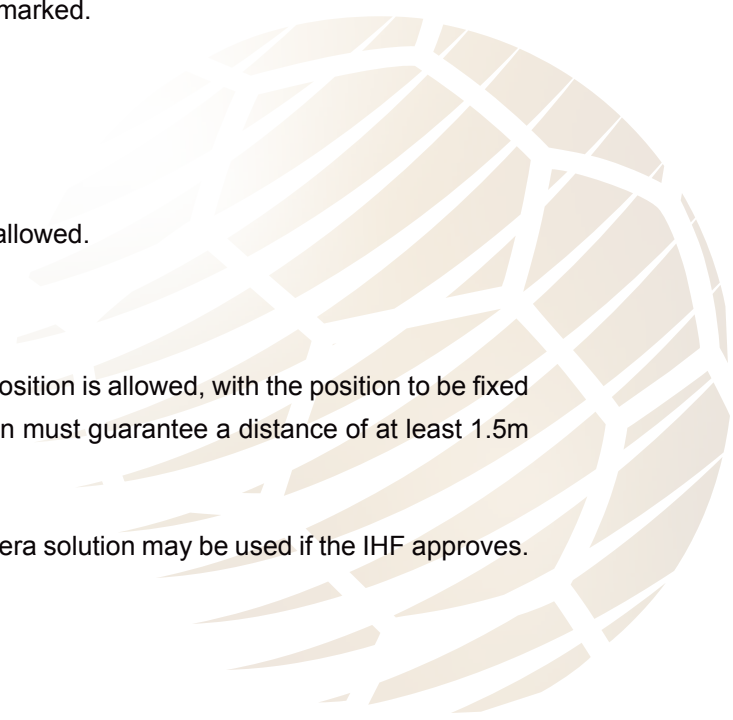 marked.
allowed.
osition is allowed, with the position to be fixed
n must guarantee a distance of at least 1.5m
era solution may be used if the IHF approves.